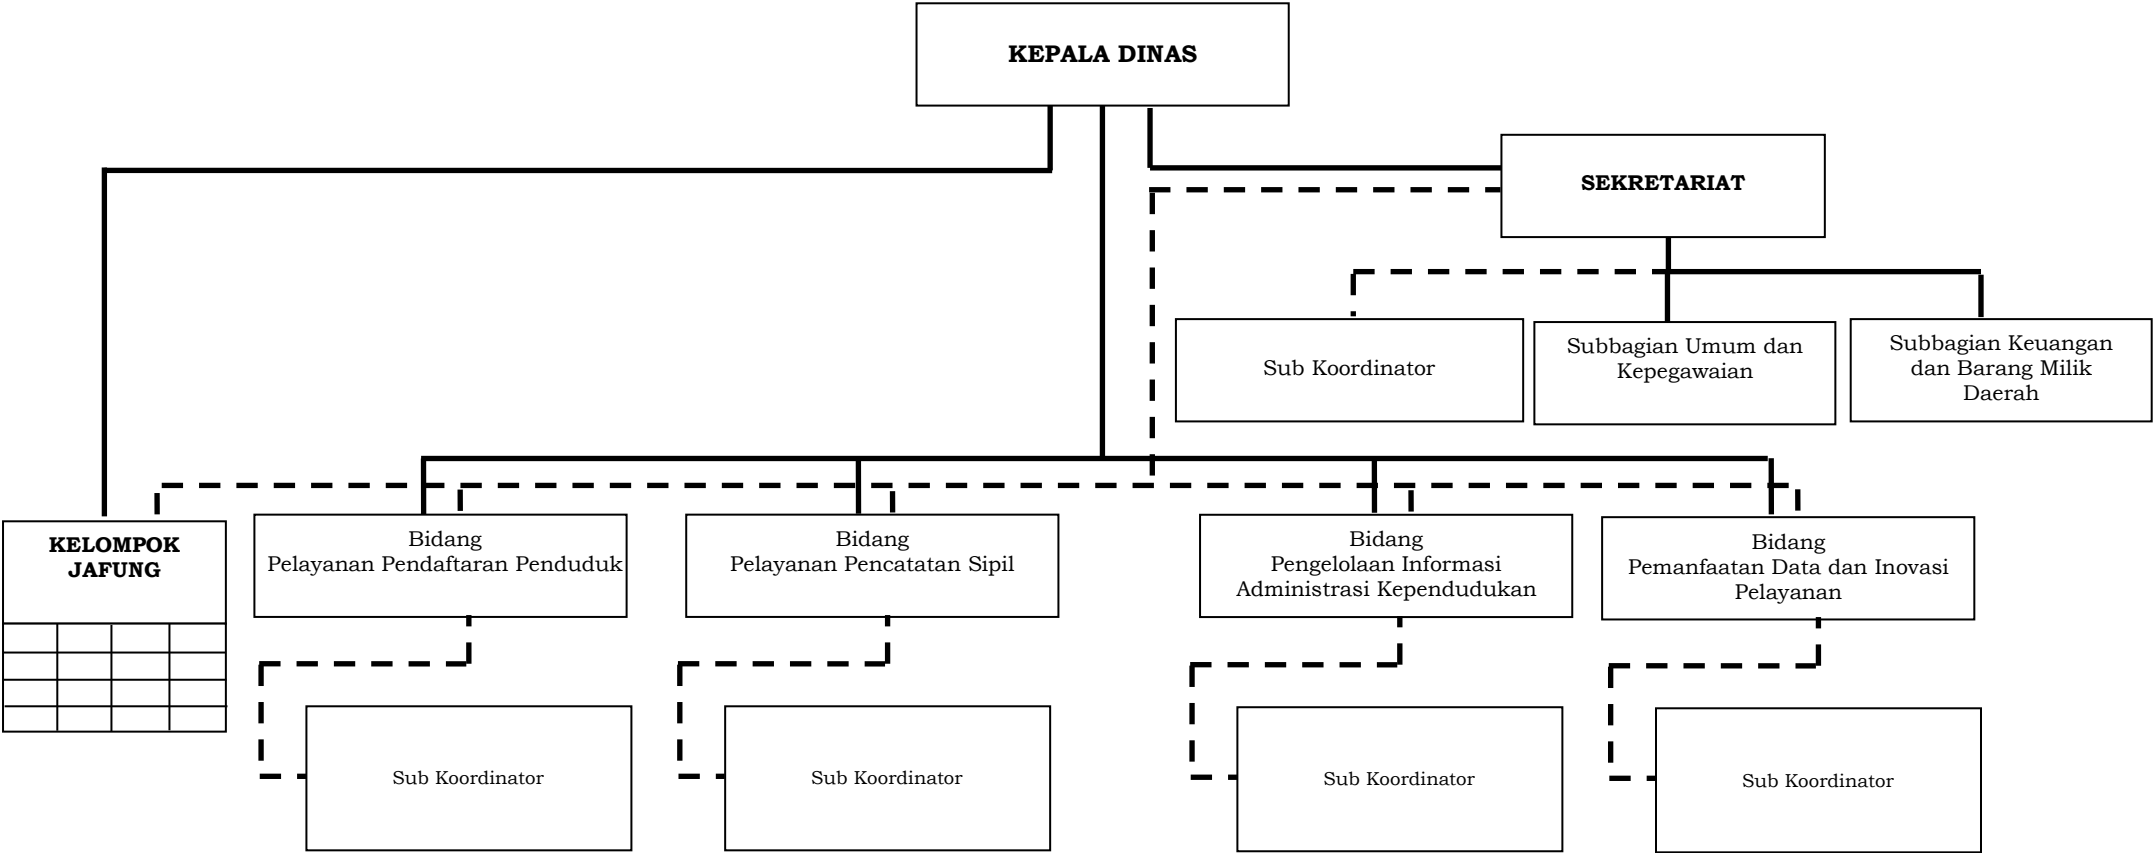 KEPALA DINAS
SEKRETARIAT
Sub Koordinator
Subbagian Umum dan
Kepegawaian
Subbagian Keuangan
dan Barang Milik
Daerah
KELOMPOK
JAFUNG
Bidang
Pelayanan Pendaftaran Penduduk
Bidang
Pelayanan Pencatatan Sipil
Bidang
Pengelolaan Informasi
Administrasi Kependudukan
Bidang
Pemanfaatan Data dan Inovasi
Pelayanan
Sub Koordinator
Sub Koordinator
Sub Koordinator
Sub Koordinator